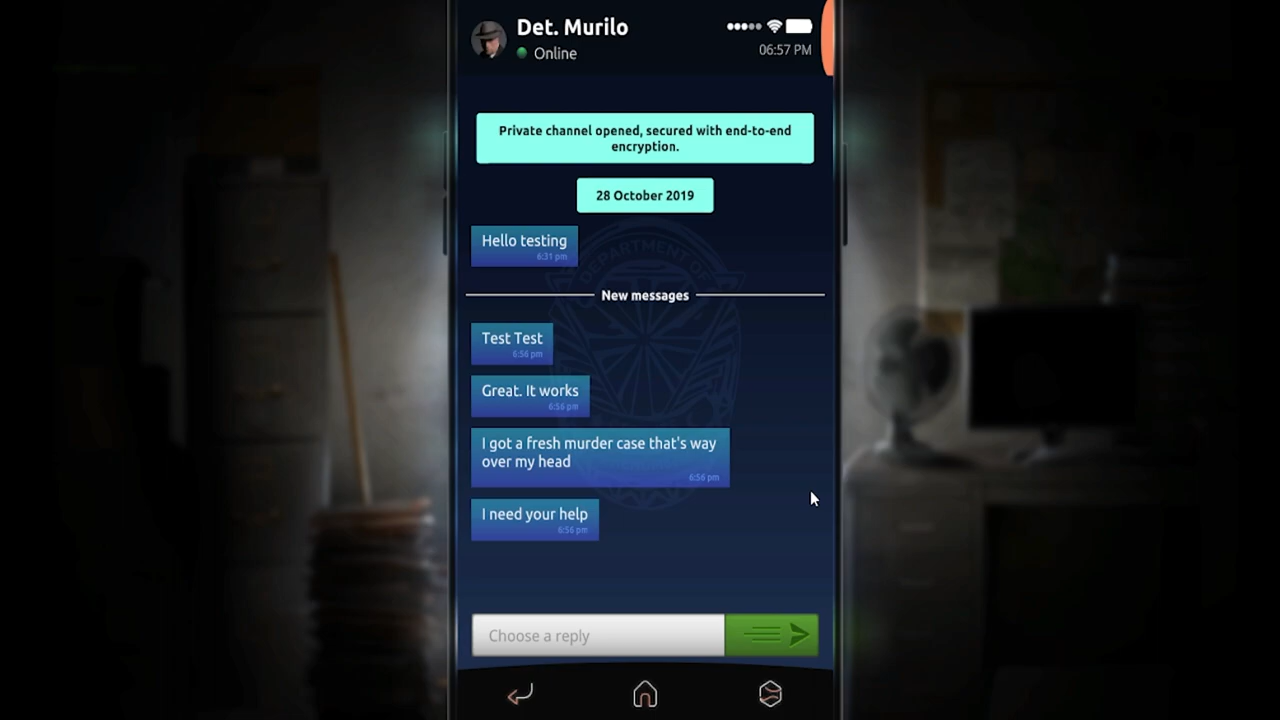 Det. Murilo
Online
06:57 PM
Private channel opened, secured with end-to-end
encryption.
28 October 2019
Hello testing
6:31 pm
DEPARTMENT OF
New messages
Test Test
6:56 pm
Great. It works
6:56 pm
I got a fresh murder case that's way
over my head
6:56 pm
I need your help
6:56 pm
Choose a reply